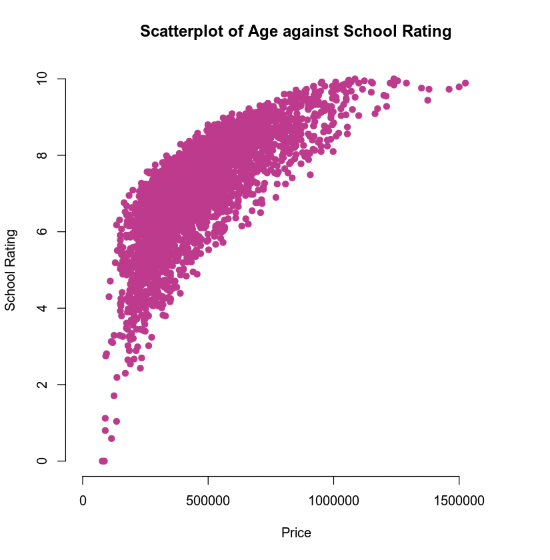 Scatterplot of Age against School Rating
10
8
6
4
2
0
School Rating
0 500000 1000000 1500000
Price